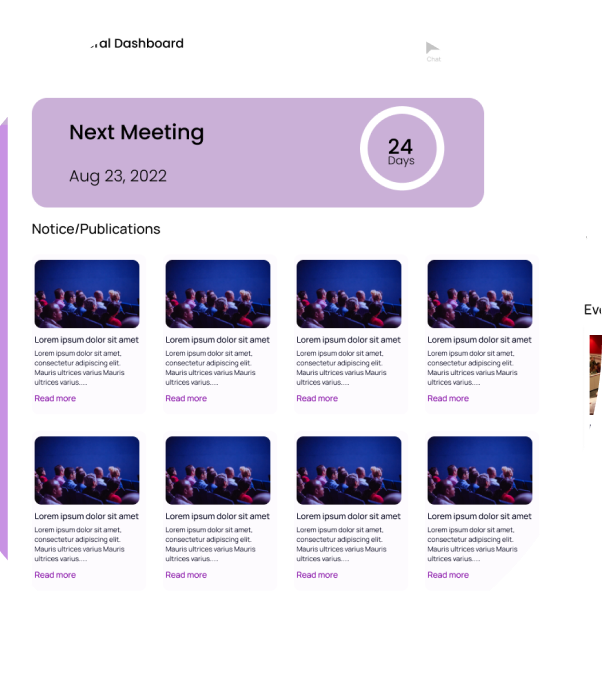 al Dashboard
Chat
Next Meeting
24
Days
Aug 23, 2022
Notice/Publications
Lorem ipsum dolor sit amet
Lorem ipsum dolor sit amet,
consectetur adipiscing elit.
Mauris ultrices varius Mauris
ultrices varius....
Read more
Lorem ipsum dolor sit amet
Lorem ipsum dolor sit amet,
consectetur adipiscing elit.
Mauris ultrices varius Mauris
ultrices varius....
Read more
Lorem ipsum dolor sit amet
Lorem ipsum dolor sit amet,
consectetur adipiscing elit.
Mauris ultrices varius Mauris
ultrices varius....
Read more
Lorem ipsum dolor sit amet
Lorem ipsum dolor sit amet,
consectetur adipiscing elit.
Mauris ultrices varius Mauris
ultrices varius....
Read more
Lorem ipsum dolor sit amet
Lorem ipsum dolor sit amet,
consectetur adipiscing elit.
Mauris ultrices varius Mauris
ultrices varius....
Read more
Lorem ipsum dolor sit amet
Lorem ipsum dolor sit amet,
consectetur adipiscing elit.
Mauris ultrices varius Mauris
ultrices varius....
Read more
Lorem ipsum dolor sit amet
Lorem ipsum dolor sit amet,
consectetur adipiscing elit.
Mauris ultrices varius Mauris
ultrices varius....
Read more
Lorem ipsum dolor sit amet
Lorem ipsum dolor sit amet,
consectetur adipiscing elit.
Mauris ultrices varius Mauris
ultrices varius....
Read more